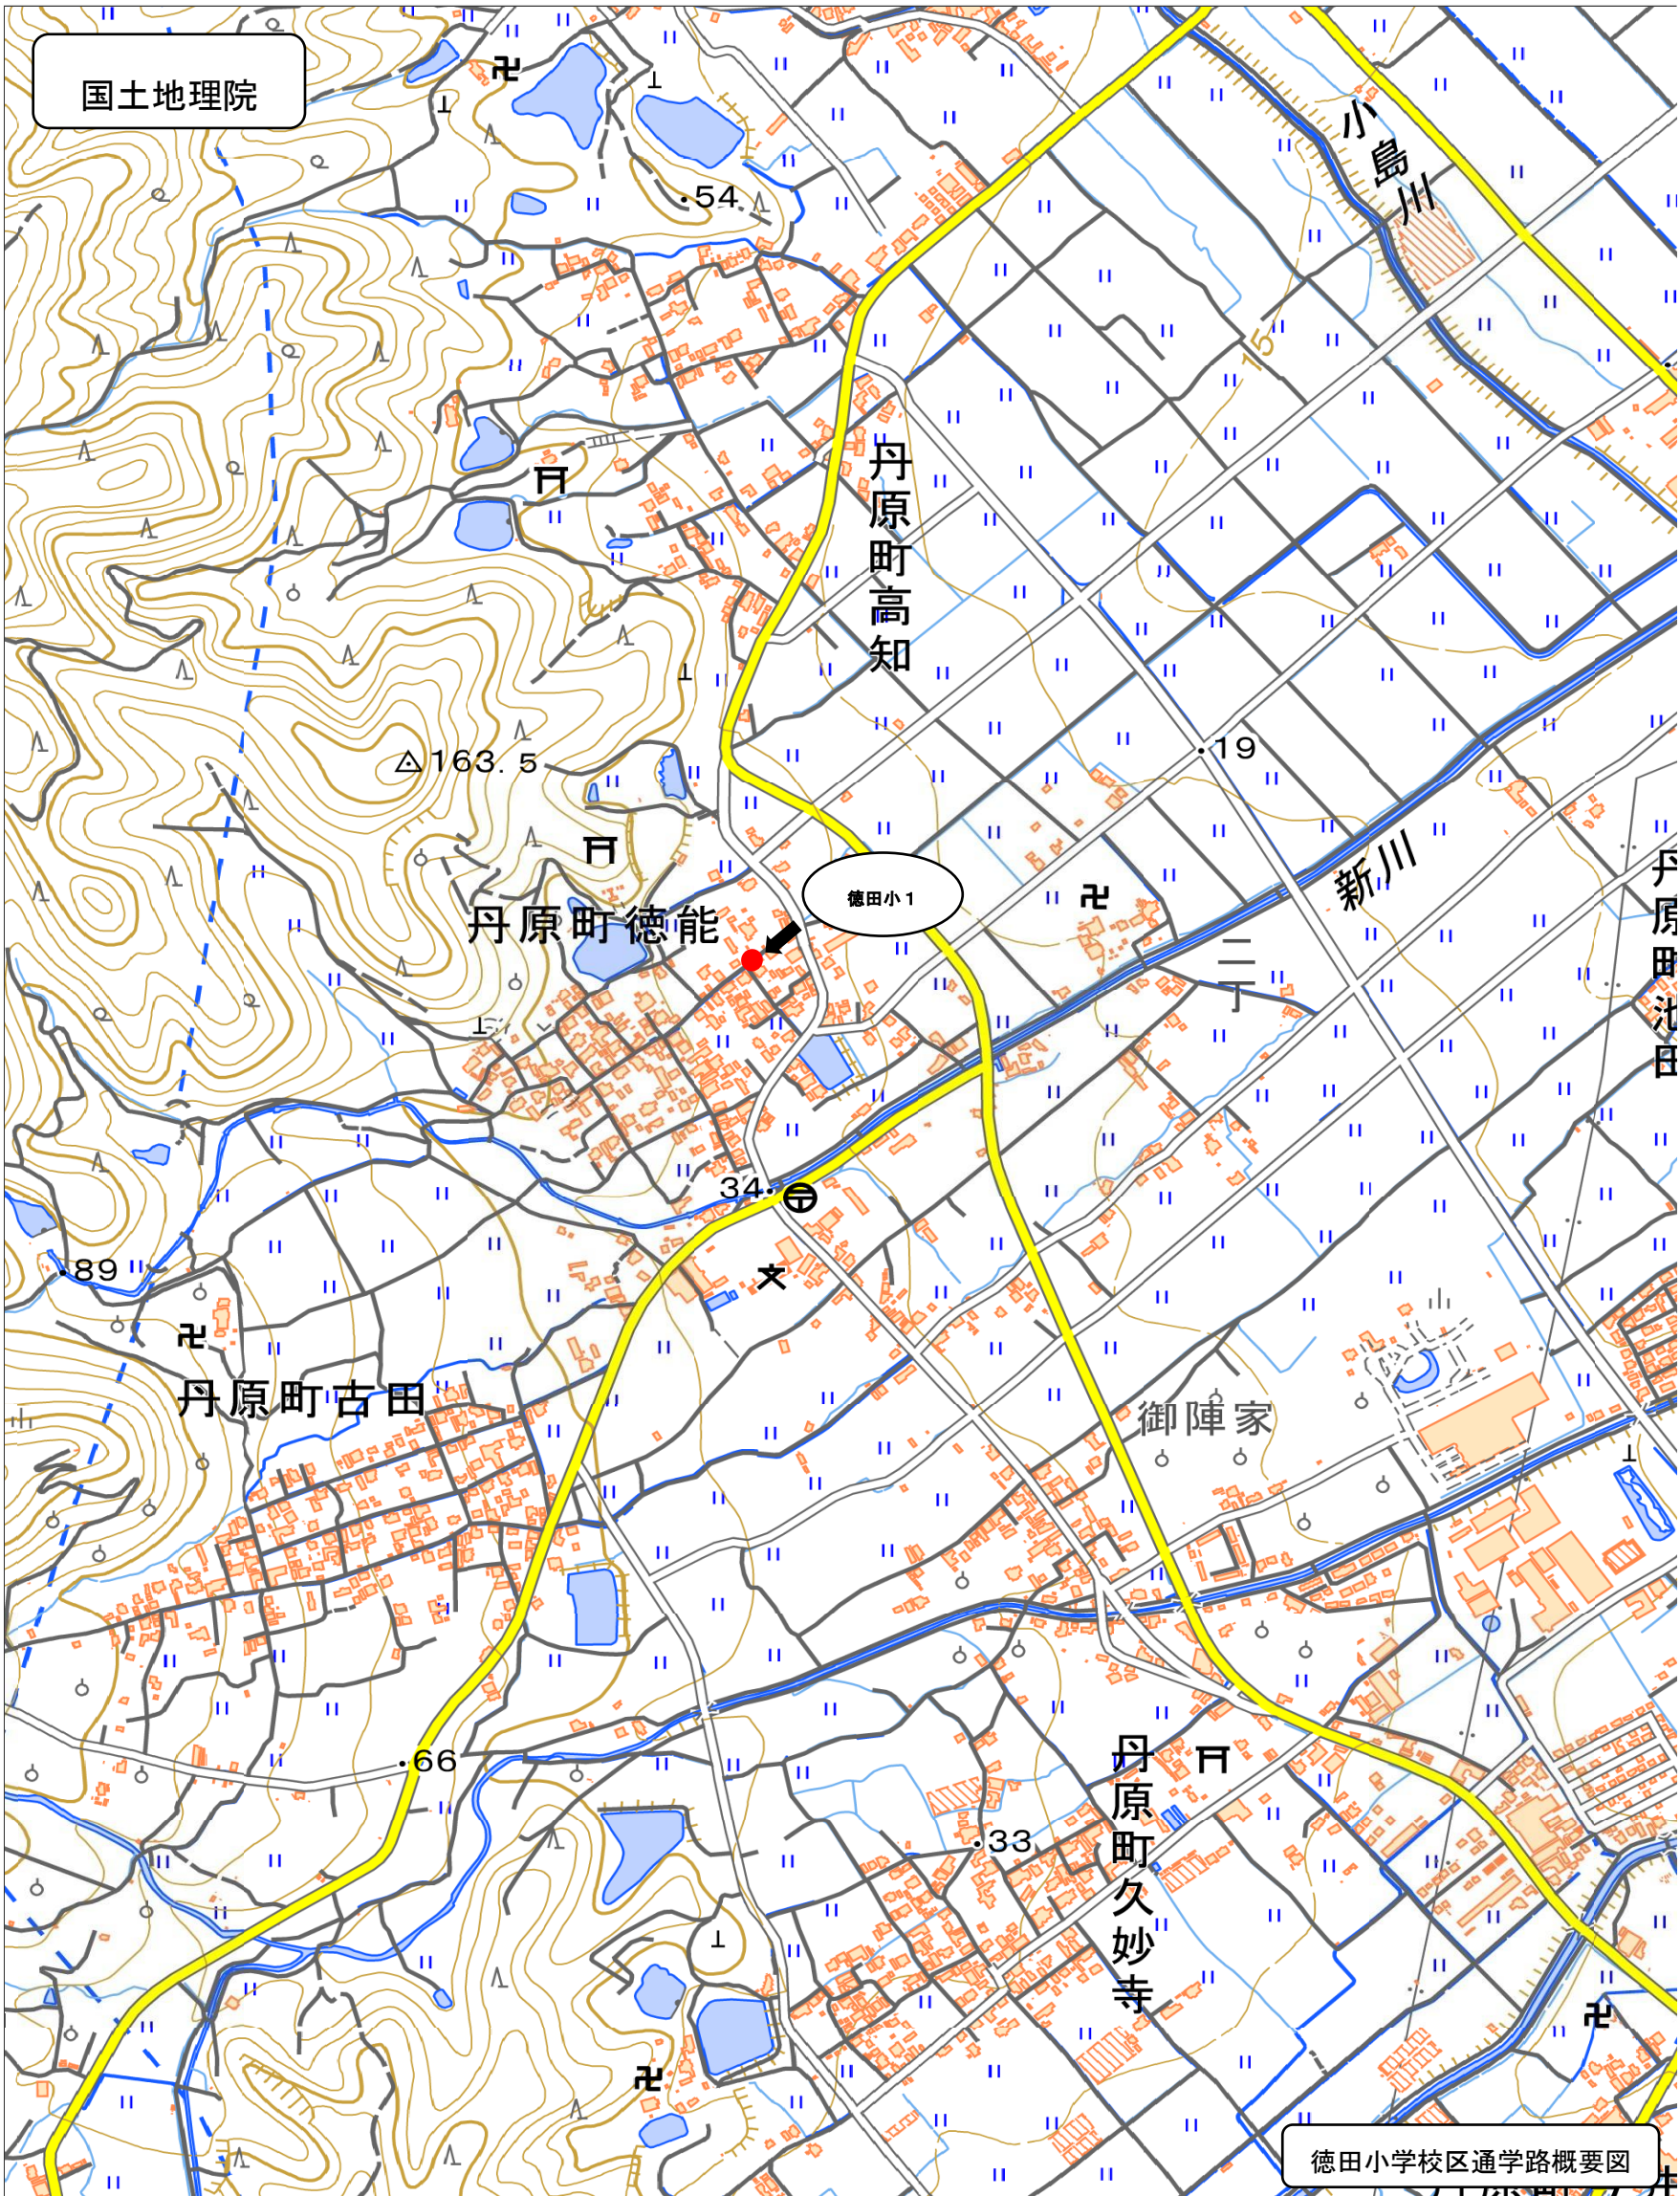 国土地理院
小島川
54
15
丹原町高知
163.5
19
新川
徳田小1
丹原町徳能
二丁
丹原町池田
34
89
丹原町古田
御陣家
66
33
丹原町久妙寺
徳田小学校区通学路概要図